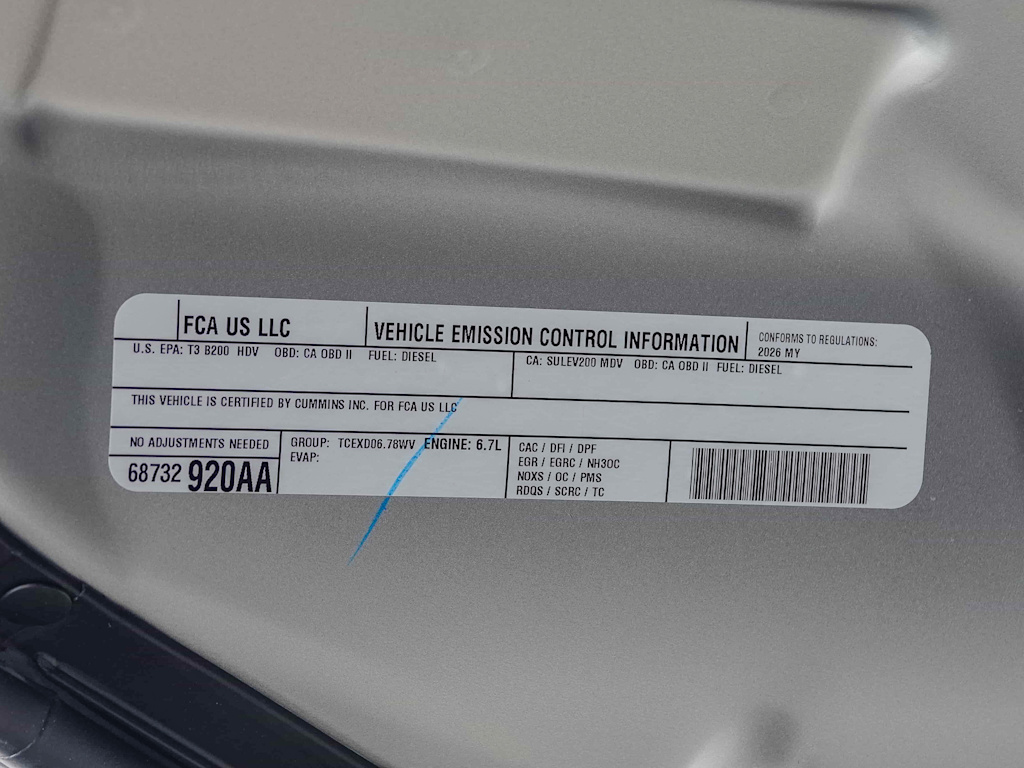 FCA US LLC
VEHICLE EMISSION CONTROL INFORMATION
CONFORMS TO REGULATIONS:
2026 MY
U.S. EPA: T3 B200 HDV OBD: CA OBD II FUEL: DIESEL
CA: SULEV200 MDV OBD: CA OBD II FUEL: DIESEL
THIS VEHICLE IS CERTIFIED BY CUMMINS INC. FOR FCA US LLC
NO ADJUSTMENTS NEEDED
68732 920AA
GROUP: TCEXD06.78WV ENGINE: 6.7L
EVAP:
CAC / DFI / DPF
EGR / EGRC / NH3OC
NOXS / OC / PMS
RDQS / SCRC / TC